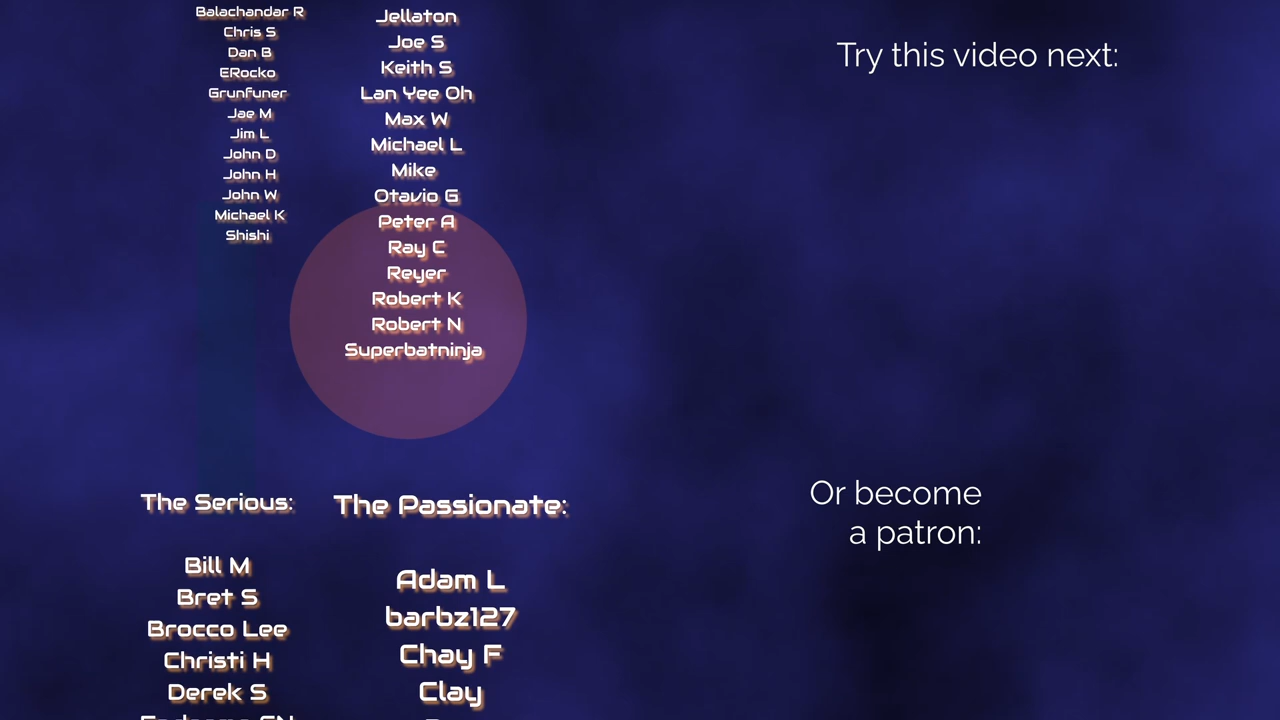 Balachandar R
Chris S
Dan B
ERocko
Grunfuner
Jae M
Jim L
John D
John H
John W
Michael K
Shishi
Jellaton
Joe S
Keith S
Lan Yee Oh
Max W
Michael L
Mike
Otavio G
Peter A
Ray C
Reyer
Robert K
Robert N
Superbatninja
The Serious:
Bill M
Bret S
Brocco Lee
Christi H
Derek S
The Passionate:
Adam L
barbz127
Chay F
Clay
Try this video next:
Or become
a patron: